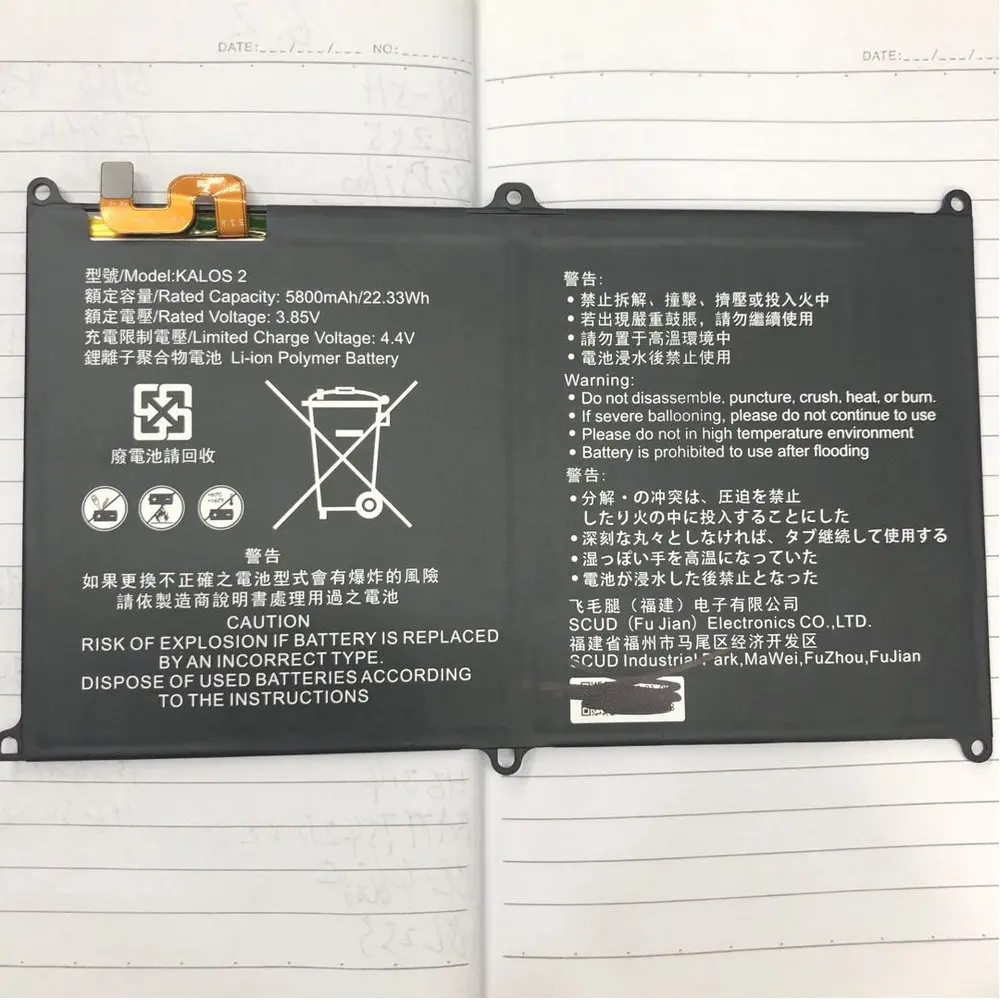 DATE:___/___/___ NO:
DATE:___/___/___
型號/Model:KALOS 2
額定容量/Rated Capacity: 5800mAh/22.33Wh
額定電壓/Rated Voltage: 3.85V
充電限制電壓/Limited Charge Voltage: 4.4V
鋰離子聚合物電池 Li-ion Polymer Battery
廢電池請回收
警告
如果更換不正確之電池型式會有爆炸的風險
請依製造商說明書處理用過之電池
CAUTION
RISK OF EXPLOSION IF BATTERY IS REPLACED
BY AN INCORRECT TYPE.
DISPOSE OF USED BATTERIES ACCORDING
TO THE INSTRUCTIONS
警告:
• 禁止拆解、撞擊、擠壓或投入火中
• 若出現嚴重鼓脹，請勿繼續使用
• 請勿置于高溫環境中
• 電池浸水後禁止使用
Warning:
• Do not disassemble, puncture, crush, heat, or burn.
• If severe ballooning, please do not continue to use
• Please do not in high temperature environment
• Battery is prohibited to use after flooding
警告:
• 分解・の冲突は、圧迫を禁止
したり火の中に投入することにした
• 深刻な丸々としなければ、タブ継続して使用する
• 湿っぽい手を高温になっていた
• 電池が浸水した後禁止となった
飞毛腿（福建）电子有限公司
SCUD (Fu Jian) Electronics CO.,LTD.
福建省福州市马尾区经济开发区
SCUD Industrial Park,MaWei,FuZhou,FuJian